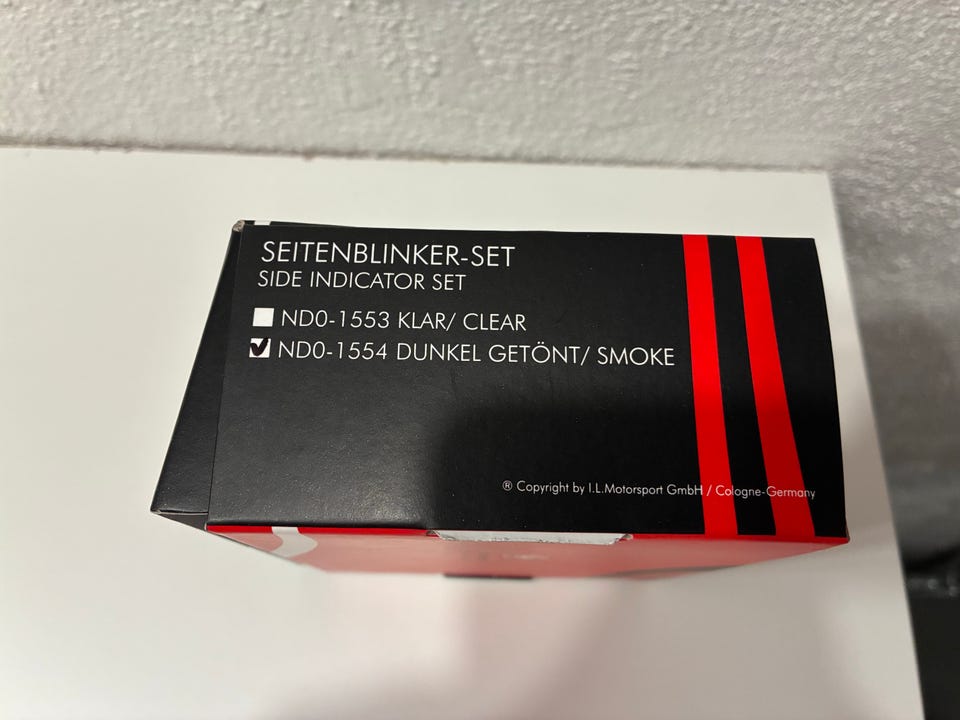 SEITENBLINKER-SET
SIDE INDICATOR SET
ND0-1553 KLAR/ CLEAR
ND0-1554 DUNKEL GETÖNT/ SMOKE
® Copyright by I.L.Motorsport GmbH / Cologne-Germany